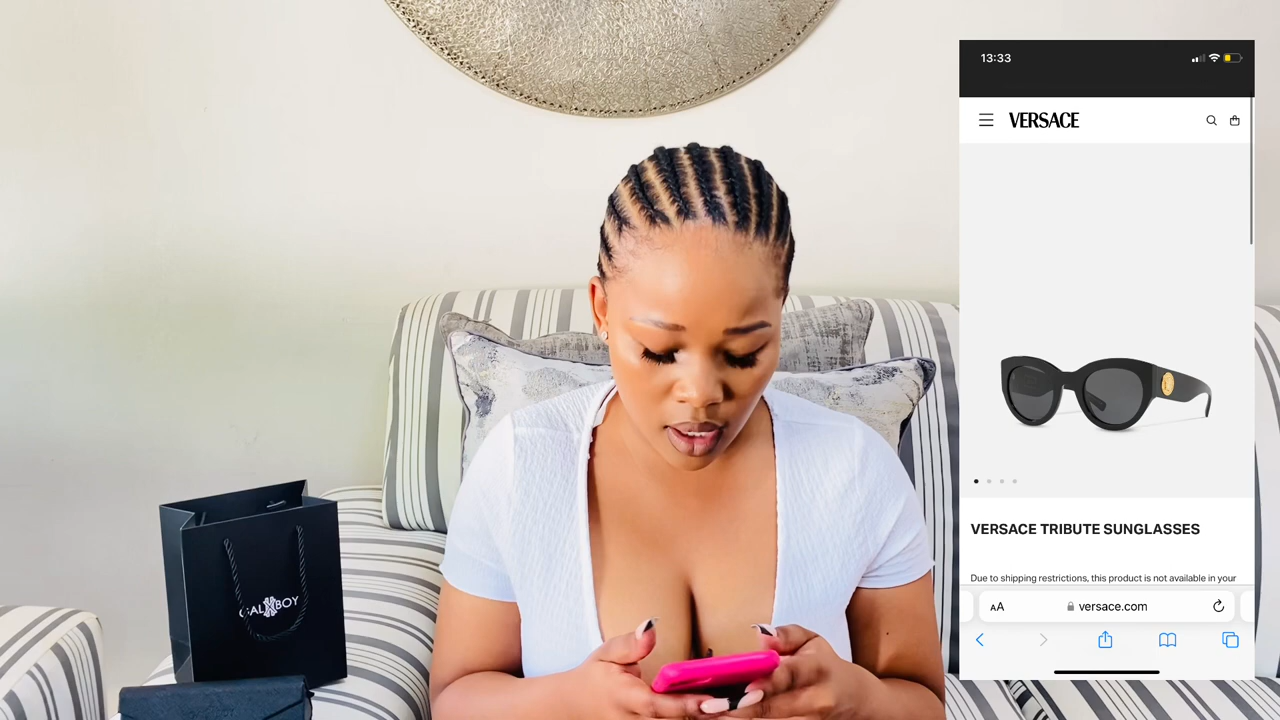 GALXBOY
13:33
VERSACE
VERSACE TRIBUTE SUNGLASSES
Due to shipping restrictions, this product is not available in your
AA
versace.com